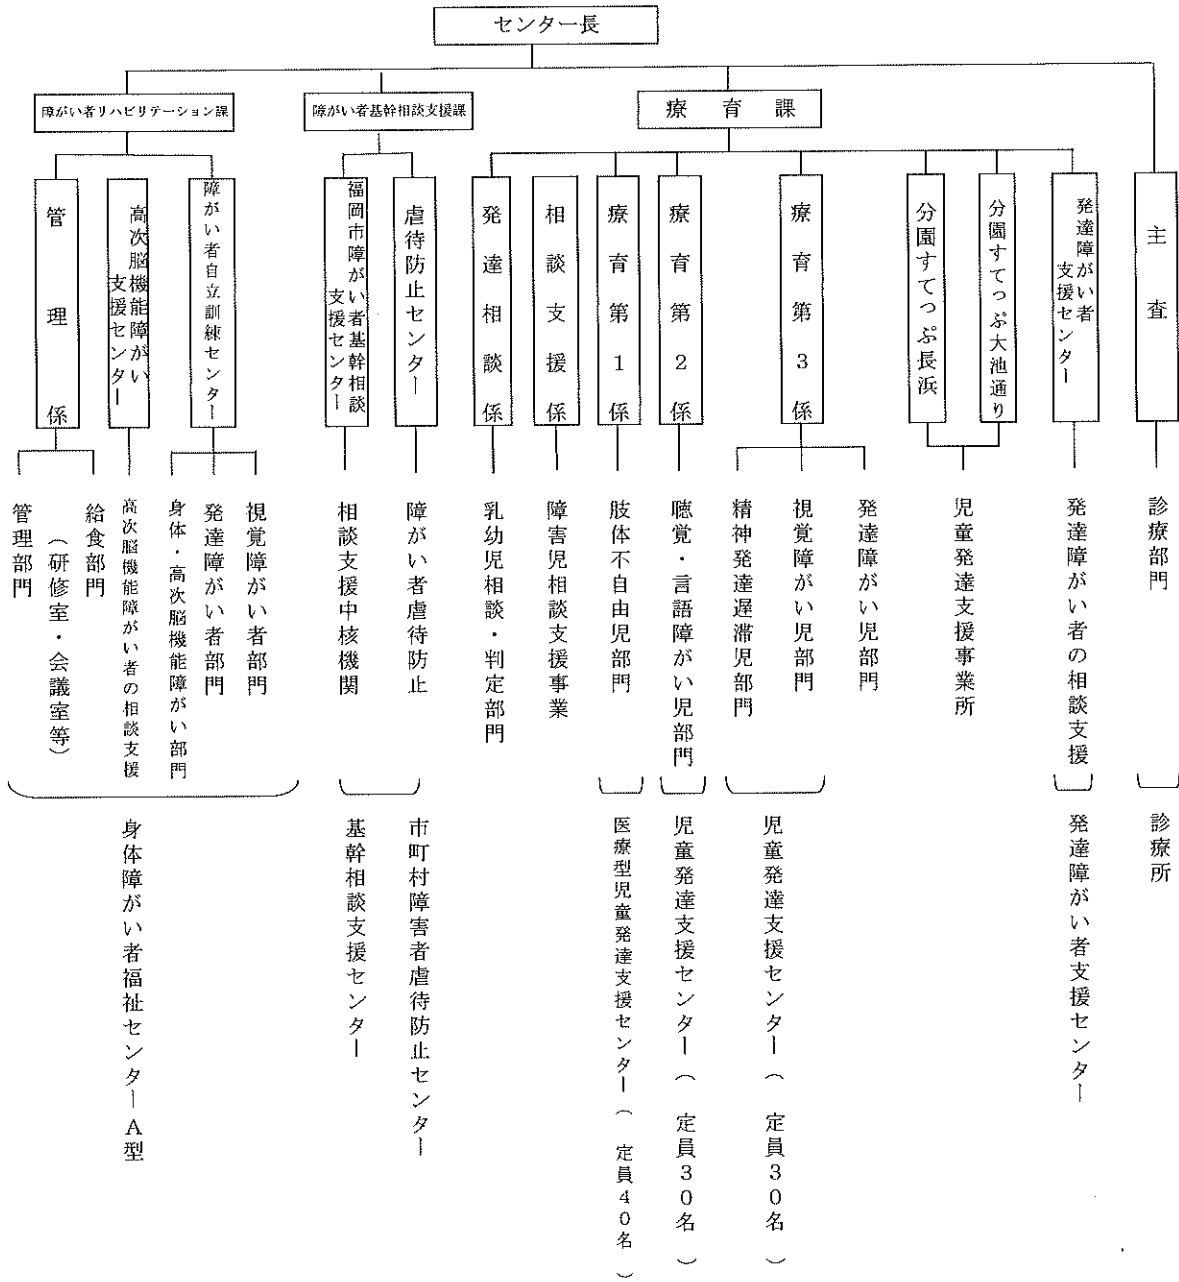 センター長
障がい者リハビリテーション課
障がい者基幹相談支援課
療育課
管理係
高次脳機能障がい
支援センター
障がい者自立訓練センター
福岡市障がい者基幹相談
支援センター
虐待防止センター
発達相談係
相談支援係
療育第1係
療育第2係
療育第3係
分園すてっぷ長浜
分園すてっぷ大池通り
発達障がい者
支援センター
主査
管理部門
（研修室・会議室等）
給食部門
高次脳機能障がい者の相談支援
身体・高次脳機能障がい部門
発達障がい者部門
視覚障がい者部門
相談支援中核機関
障がい者虐待防止
乳幼児相談・判定部門
障害児相談支援事業
肢体不自由児部門
聴覚・言語障がい児部門
精神発達遅滞児部門
視覚障がい児部門
発達障がい児部門
児童発達支援事業所
発達障がい者の相談支援
診療部門
身体障がい者福祉センターA型
基幹相談支援センター
市町村障害者虐待防止センター
医療型児童発達支援センター（定員40名）
児童発達支援センター（定員30名）
児童発達支援センター（定員30名）
発達障がい者支援センター
診療所